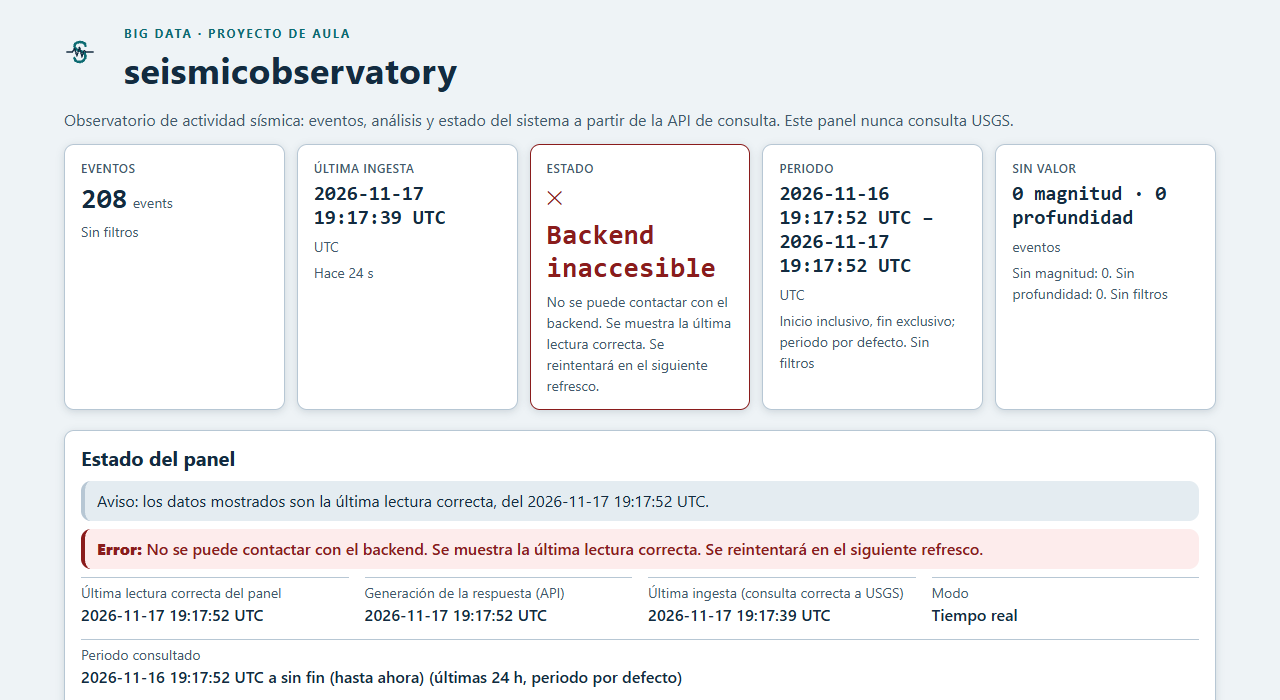 BIG DATA · PROYECTO DE AULA
seismicobservatory
Observatorio de actividad sísmica: eventos, análisis y estado del sistema a partir de la API de consulta. Este panel nunca consulta USGS.
EVENTOS
208 events
Sin filtros
ÚLTIMA INGESTA
2026-11-17
19:17:39 UTC
UTC
Hace 24 s
ESTADO
Backend
inaccesible
No se puede contactar con el
backend. Se muestra la última
lectura correcta. Se
reintentará en el siguiente
refresco.
PERIODO
2026-11-16
19:17:52 UTC –
2026-11-17
19:17:52 UTC
UTC
Inicio inclusivo, fin exclusivo;
periodo por defecto. Sin
filtros
SIN VALOR
0 magnitud · 0
profundidad
eventos
Sin magnitud: 0. Sin
profundidad: 0. Sin filtros
Estado del panel
Aviso: los datos mostrados son la última lectura correcta, del 2026-11-17 19:17:52 UTC.
Error: No se puede contactar con el backend. Se muestra la última lectura correcta. Se reintentará en el siguiente refresco.
Última lectura correcta del panel
2026-11-17 19:17:52 UTC
Generación de la respuesta (API)
2026-11-17 19:17:52 UTC
Última ingesta (consulta correcta a USGS)
2026-11-17 19:17:39 UTC
Modo
Tiempo real
Periodo consultado
2026-11-16 19:17:52 UTC a sin fin (hasta ahora) (últimas 24 h, periodo por defecto)